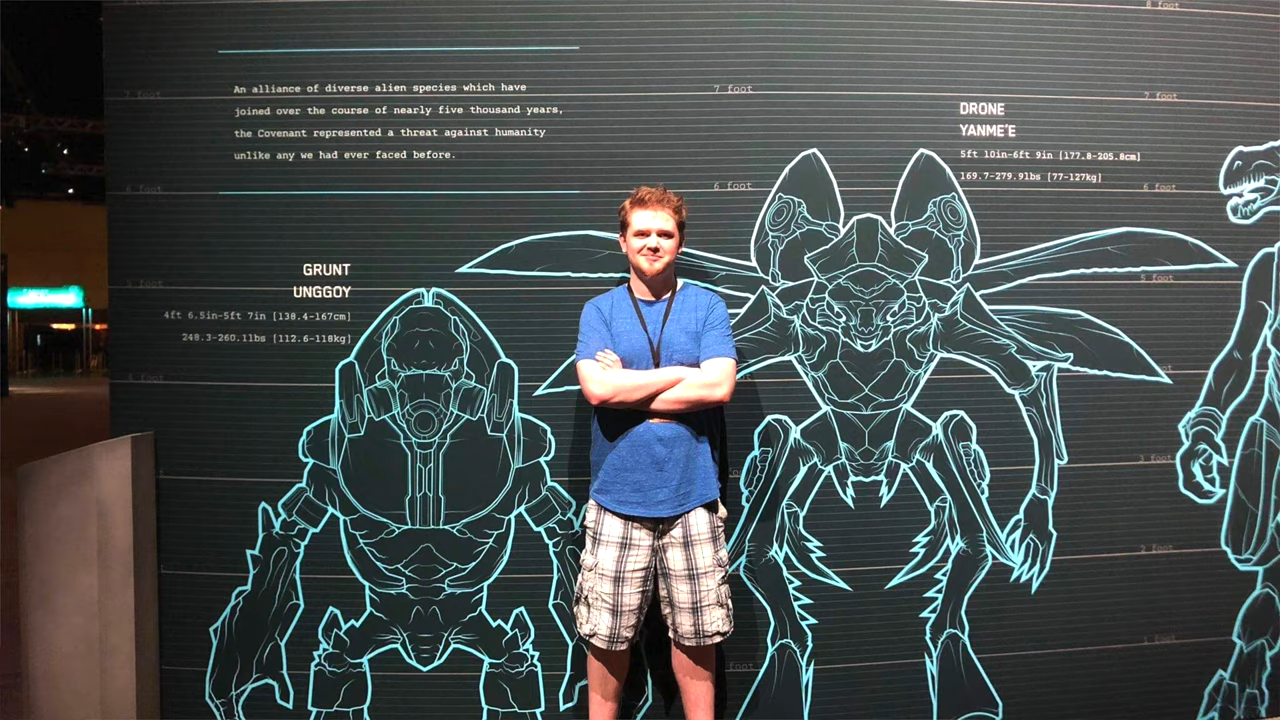 8 foot
An alliance of diverse alien species which have
joined over the course of nearly five thousand years,
the Covenant represented a threat against humanity
unlike any we had ever faced before.
7 foot
7 foot
7 foot
DRONE
YANME'E
5ft 10in-6ft 9in [177.8-205.8cm]
169.7-279.9lbs [77-127kg]
6 foot
6 foot
6 foot
GRUNT
UNGGOY
4ft 6.5in-5ft 7in [138.4-167cm]
248.3-260.1lbs [112.6-118kg]
5 foot
5 foot
3 foot
2 foot
1 foot
foot